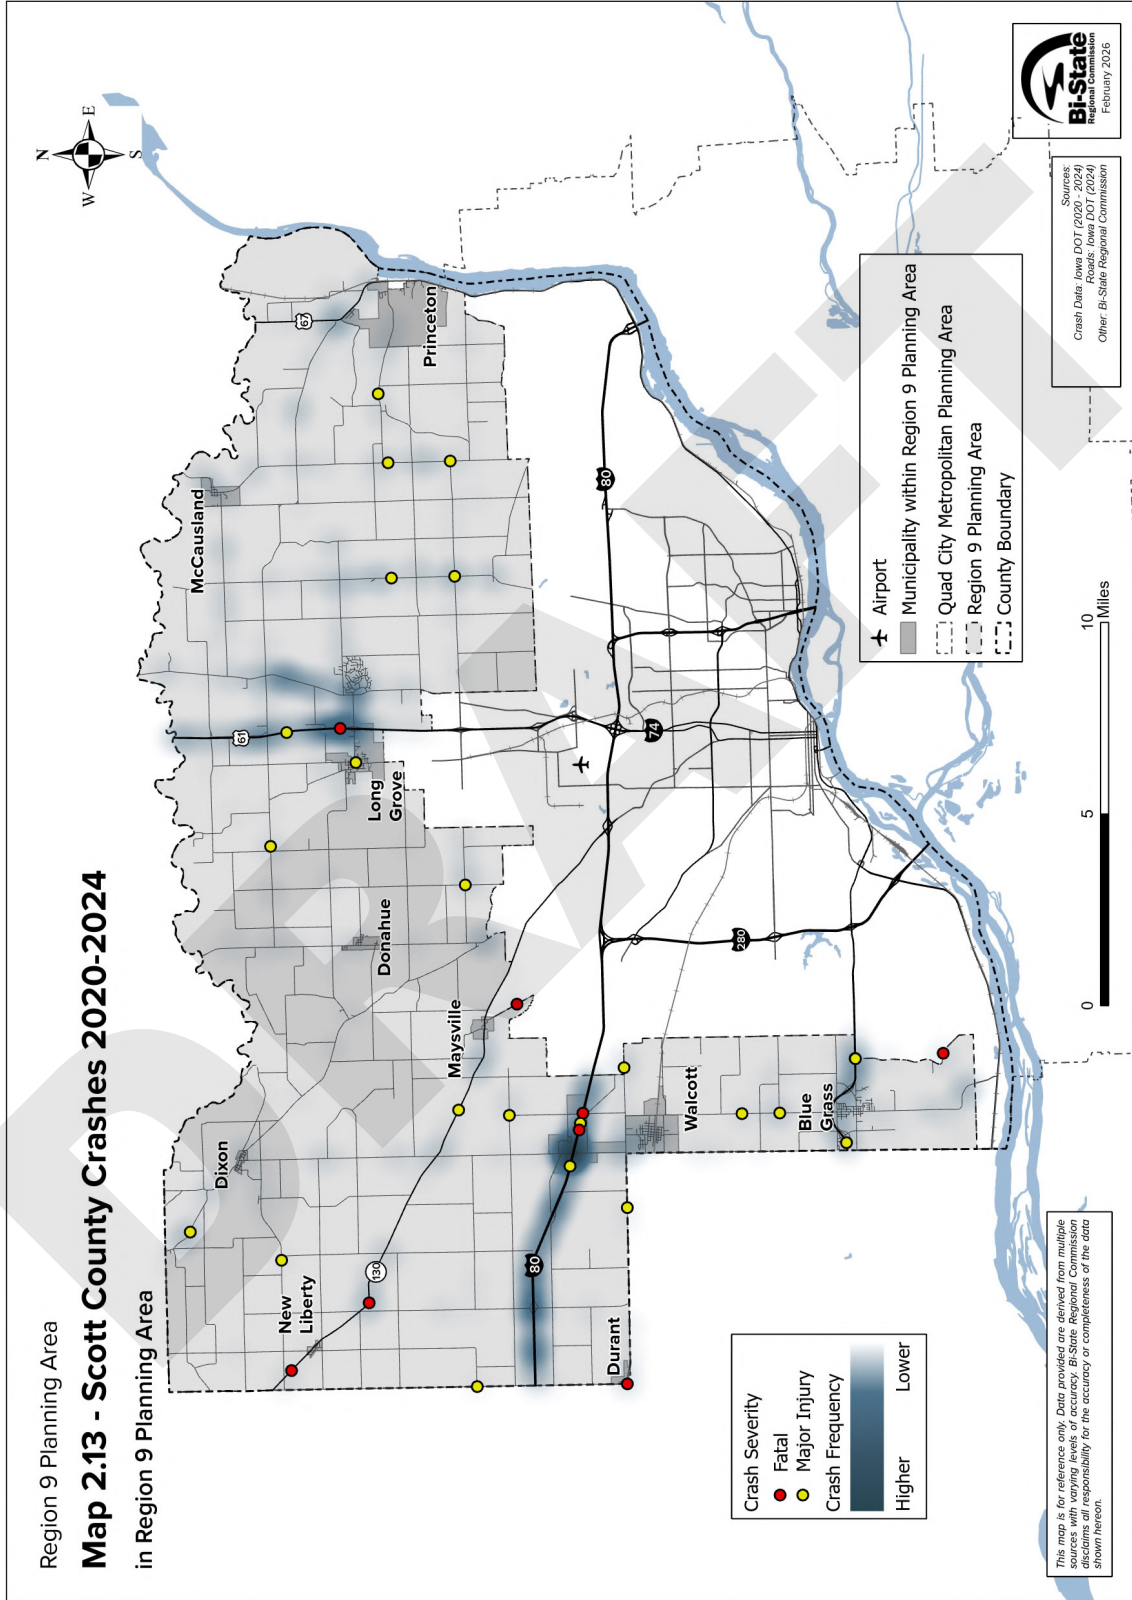 Region 9 Planning Area
Map 2.13 - Scott County Crashes 2020-2024
in Region 9 Planning Area
N
W
E
S
DRAFT
67
McCausland
Princeton
61
Long
Grove
Donahue
Dixon
Maysville
New
Liberty
130
80
Durant
Walcott
Blue
Grass
80
74
280
Crash Severity
Fatal
Major Injury
Crash Frequency
Higher
Lower
0
5
10
Miles
Airport
Municipality within Region 9 Planning Area
Quad City Metropolitan Planning Area
Region 9 Planning Area
County Boundary
Sources:
Crash Data: Iowa DOT (2020 - 2024)
Roads: Iowa DOT (2024)
Other: Bi-State Regional Commission
Bi-State
Regional Commission
February 2026
This map is for reference only. Data provided are derived from multiple
sources with varying levels of accuracy. Bi-State Regional Commission
disclaims all responsibility for the accuracy or completeness of the data
shown hereon.